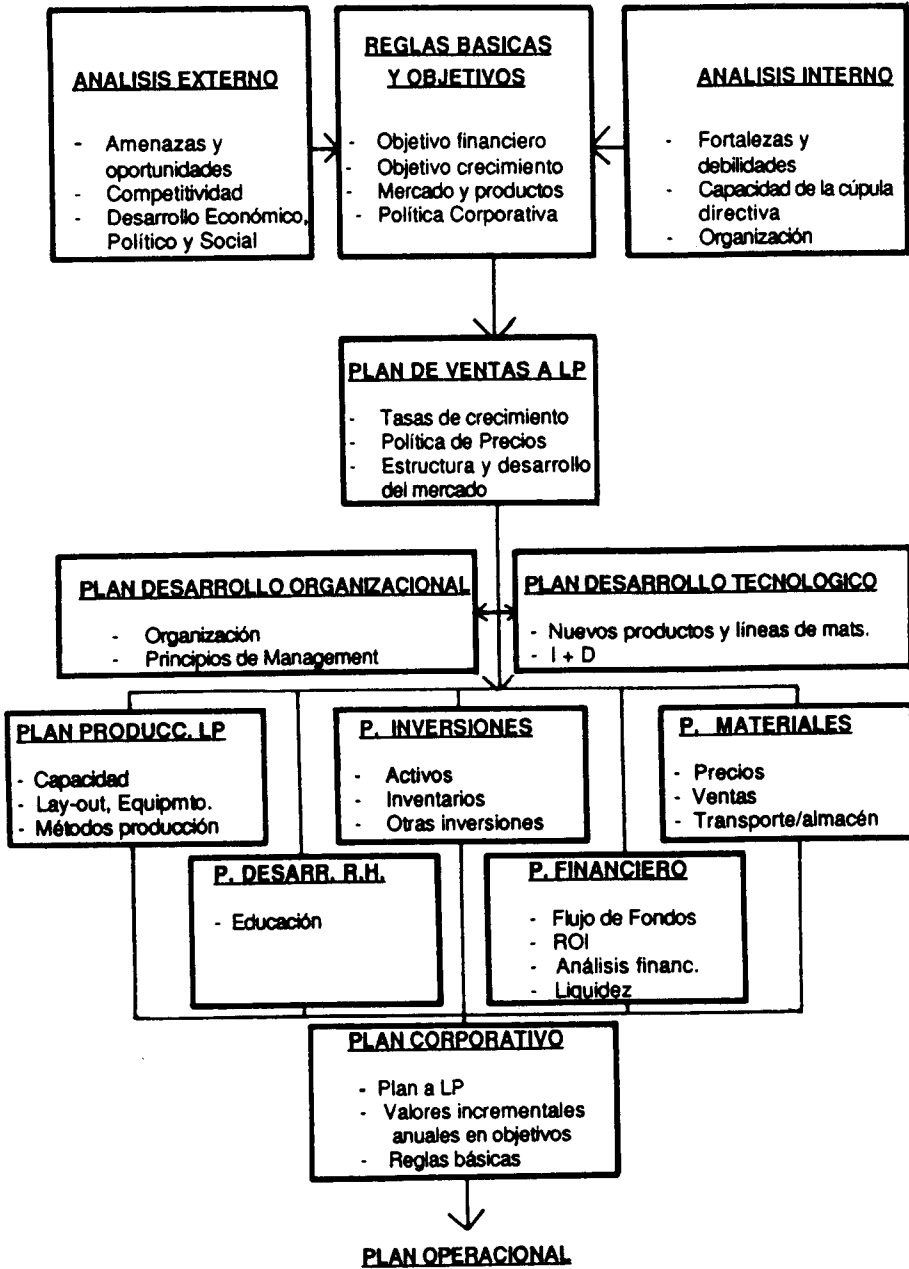 ANALISIS EXTERNO
- Amenazas y
oportunidades
- Competitividad
- Desarrollo Económico,
Político y Social
REGLAS BASICAS
Y OBJETIVOS
- Objetivo financiero
- Objetivo crecimiento
- Mercado y productos
- Política Corporativa
ANALISIS INTERNO
- Fortalezas y
debilidades
- Capacidad de la cúpula
directiva
- Organización
PLAN DE VENTAS A LP
- Tasas de crecimiento
- Política de Precios
- Estructura y desarrollo
del mercado
PLAN DESARROLLO ORGANIZACIONAL
- Organización
- Principios de Management
PLAN DESARROLLO TECNOLOGICO
- Nuevos productos y líneas de mats.
- I + D
PLAN PRODUCC. LP
- Capacidad
- Lay-out, Equipmto.
- Métodos producción
P. INVERSIONES
- Activos
- Inventarios
- Otras inversiones
P. MATERIALES
- Precios
- Ventas
- Transporte/almacén
P. DESARR. R.H.
- Educación
P. FINANCIERO
- Flujo de Fondos
- ROI
- Análisis financ.
- Liquidez
PLAN CORPORATIVO
- Plan a LP
- Valores incrementales
anuales en objetivos
- Reglas básicas
PLAN OPERACIONAL